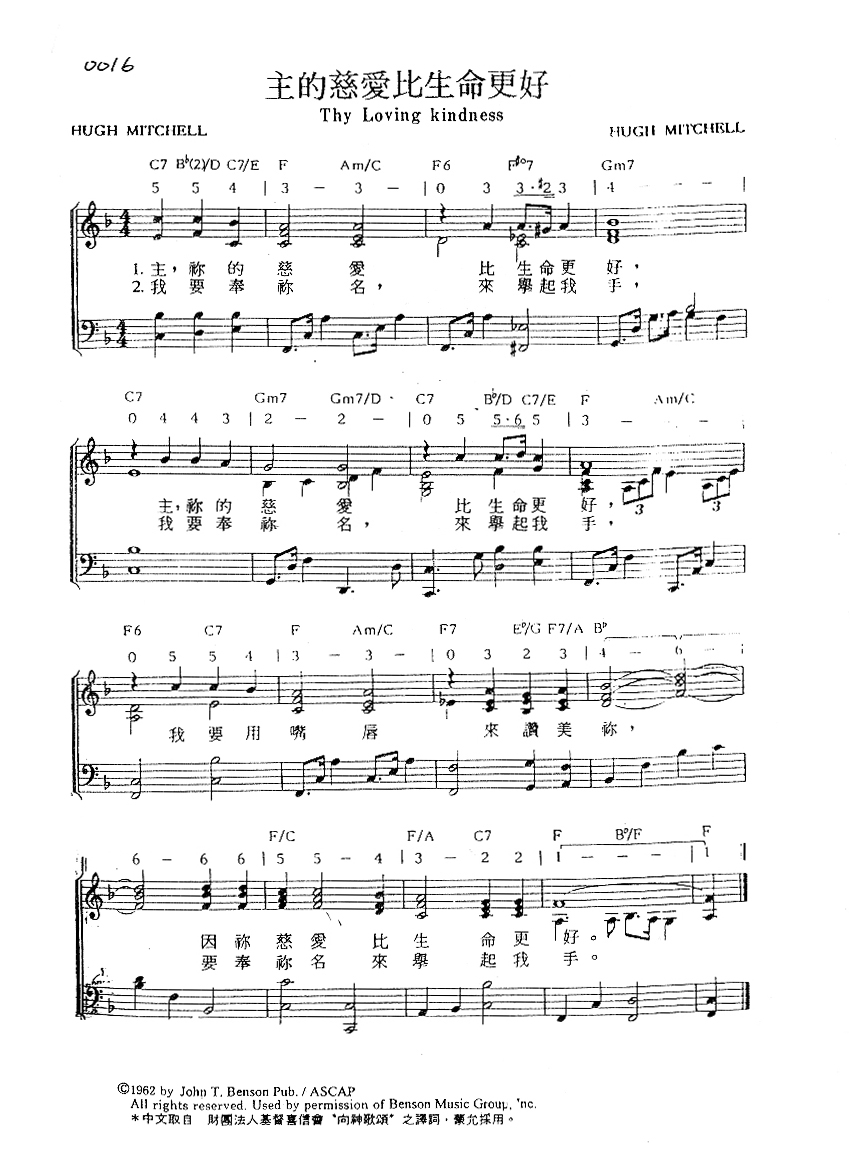 0016
主的慈愛比生命更好
Thy Loving kindness
HUGH MITCHELL HUGH MITCHELL
C7 B♭(2)/D C7/E F Am/C F6 F♯°7 Gm7
5 5 4 | 3 – 3 – | 0 3 3·♯2 3 | 4 – – – |
1. 主，祢的慈愛比生命更好，
2. 我要奉祢名，來舉起我手，
C7 Gm7 Gm7/D C7 B♭/D C7/E F Am/C
0 4 4 3 | 2 – 2 – | 0 5 5·6 5 | 3 – – – |
主，祢的慈愛比生命更好，
我要奉祢名，來舉起我手，
3 3
F6 C7 F Am/C F7 E♭/G F7/A B♭
0 5 5 4 | 3 – 3 – | 0 3 2 3 | 4 – 6 – |
我要用嘴唇來讚美祢，
F/C F/A C7 F B♭/F F
6 – 6 6 | 5 5 – 4 | 3 – 2 2 | 1 – – 1 ‖
因祢慈愛比生命更好。
要奉祢名來舉起我手。
©1962 by John T. Benson Pub. / ASCAP
All rights reserved. Used by permission of Benson Music Group, Inc.
*中文取自 財團法人基督喜信會“向神歌頌”之譯詞，蒙允採用。